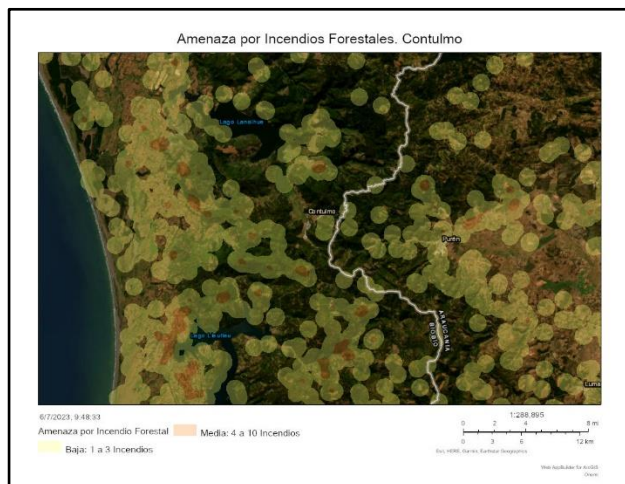 Amenaza por Incendios Forestales. Contulmo
Lago Lanalhue
Contulmo
Purén
ARAUCANIA
BIOBIO
Lago Lleulleu
Cuma
6/7/2023, 9:48:33
Amenaza por Incendio Forestal
Media: 4 a 10 Incendios
Baja: 1 a 3 Incendios
1:288,895
0 2 4 8 mi
0 3 6 12 km
Esri, HERE, Garmin, Earthstar Geographics
Web AppBuilder for ArcGIS